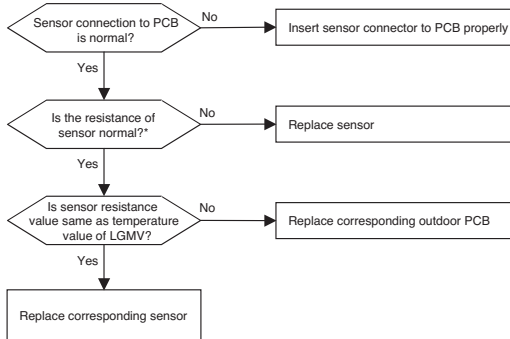 Sensor connection to PCB
is normal?
No
Insert sensor connector to PCB properly
Yes
Is the resistance of
sensor normal?*
No
Replace sensor
Yes
Is sensor resistance
value same as temperature
value of LGMV?
No
Replace corresponding outdoor PCB
Yes
Replace corresponding sensor